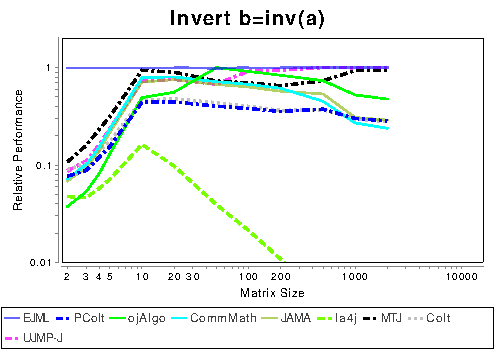 Invert b=inv(a)
Relative Performance
1
0.1
0.01
2 3 4 5 10 20 30 100 200 1000 10000
Matrix Size
EJML PColt ojAlgo CommMath JAMA la4j MTJ Colt
UJMP-J